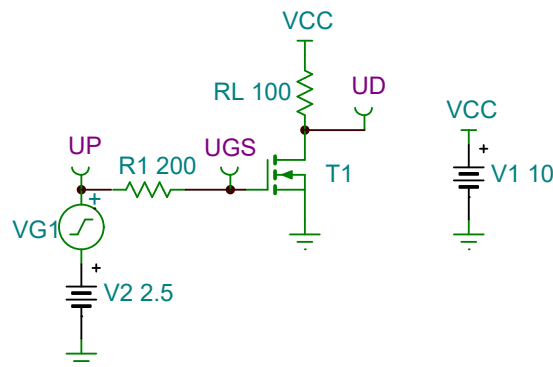 VCC
RL 100
UD
VCC
UP
R1 200
UGS
T1
+
V1 10
+
VG1
+
V2 2.5